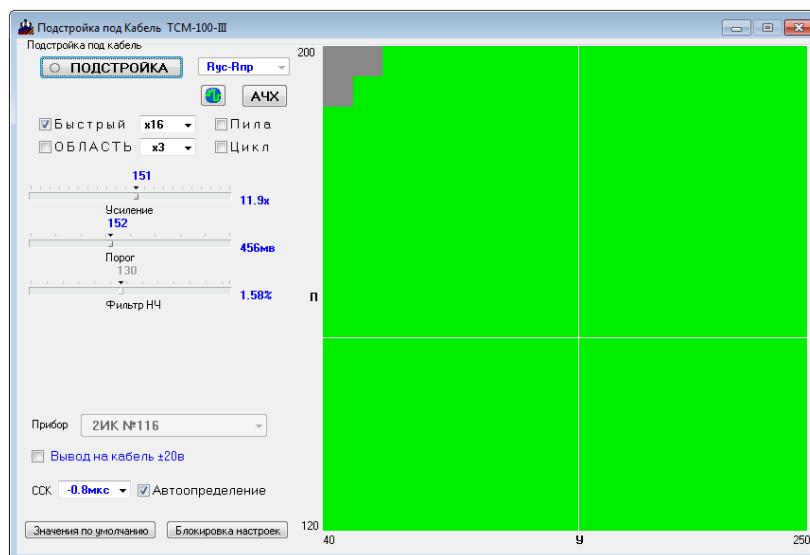 Подстройка под Кабель TCM-100-III
Подстройка под кабель
ПОДСТРОЙКА
Rус-Rпр
АЧХ
Быстрый x16 Пила
ОБЛАСТЬ x3 Цикл
151
11.9x
Усиление
152
456мв
Порог
130
1.58%
Фильтр НЧ
Прибор 2ИК №116
Вывод на кабель ±20в
ССК -0.8мкс Автоопределение
Значения по умолчанию Блокировка настроек
200
П
120
40 У 250